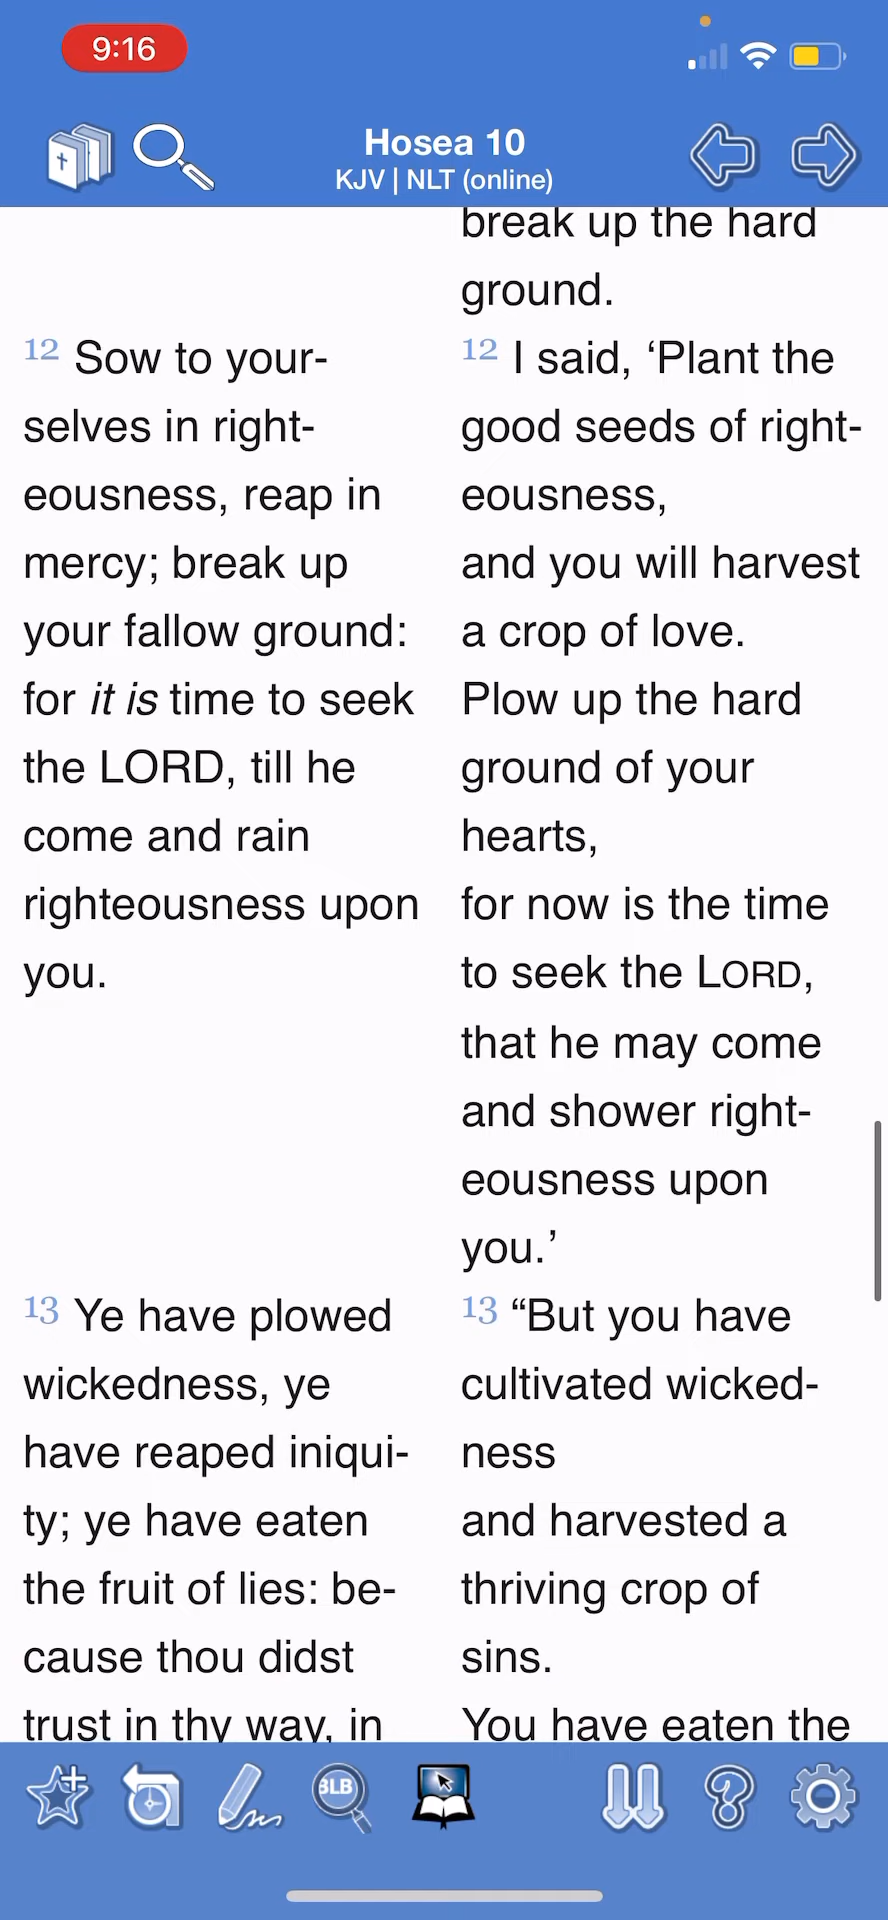 9:16
Hosea 10
KJV | NLT (online)
break up the hard
ground.
12 Sow to your-
selves in right-
eousness, reap in
mercy; break up
your fallow ground:
for it is time to seek
the LORD, till he
come and rain
righteousness upon
you.
13 Ye have plowed
wickedness, ye
have reaped iniqui-
ty; ye have eaten
the fruit of lies: be-
cause thou didst
trust in thy way, in
12 I said, ‘Plant the
good seeds of right-
eousness,
and you will harvest
a crop of love.
Plow up the hard
ground of your
hearts,
for now is the time
to seek the LORD,
that he may come
and shower right-
eousness upon
you.’
13 “But you have
cultivated wicked-
ness
and harvested a
thriving crop of
sins.
You have eaten the
BLB